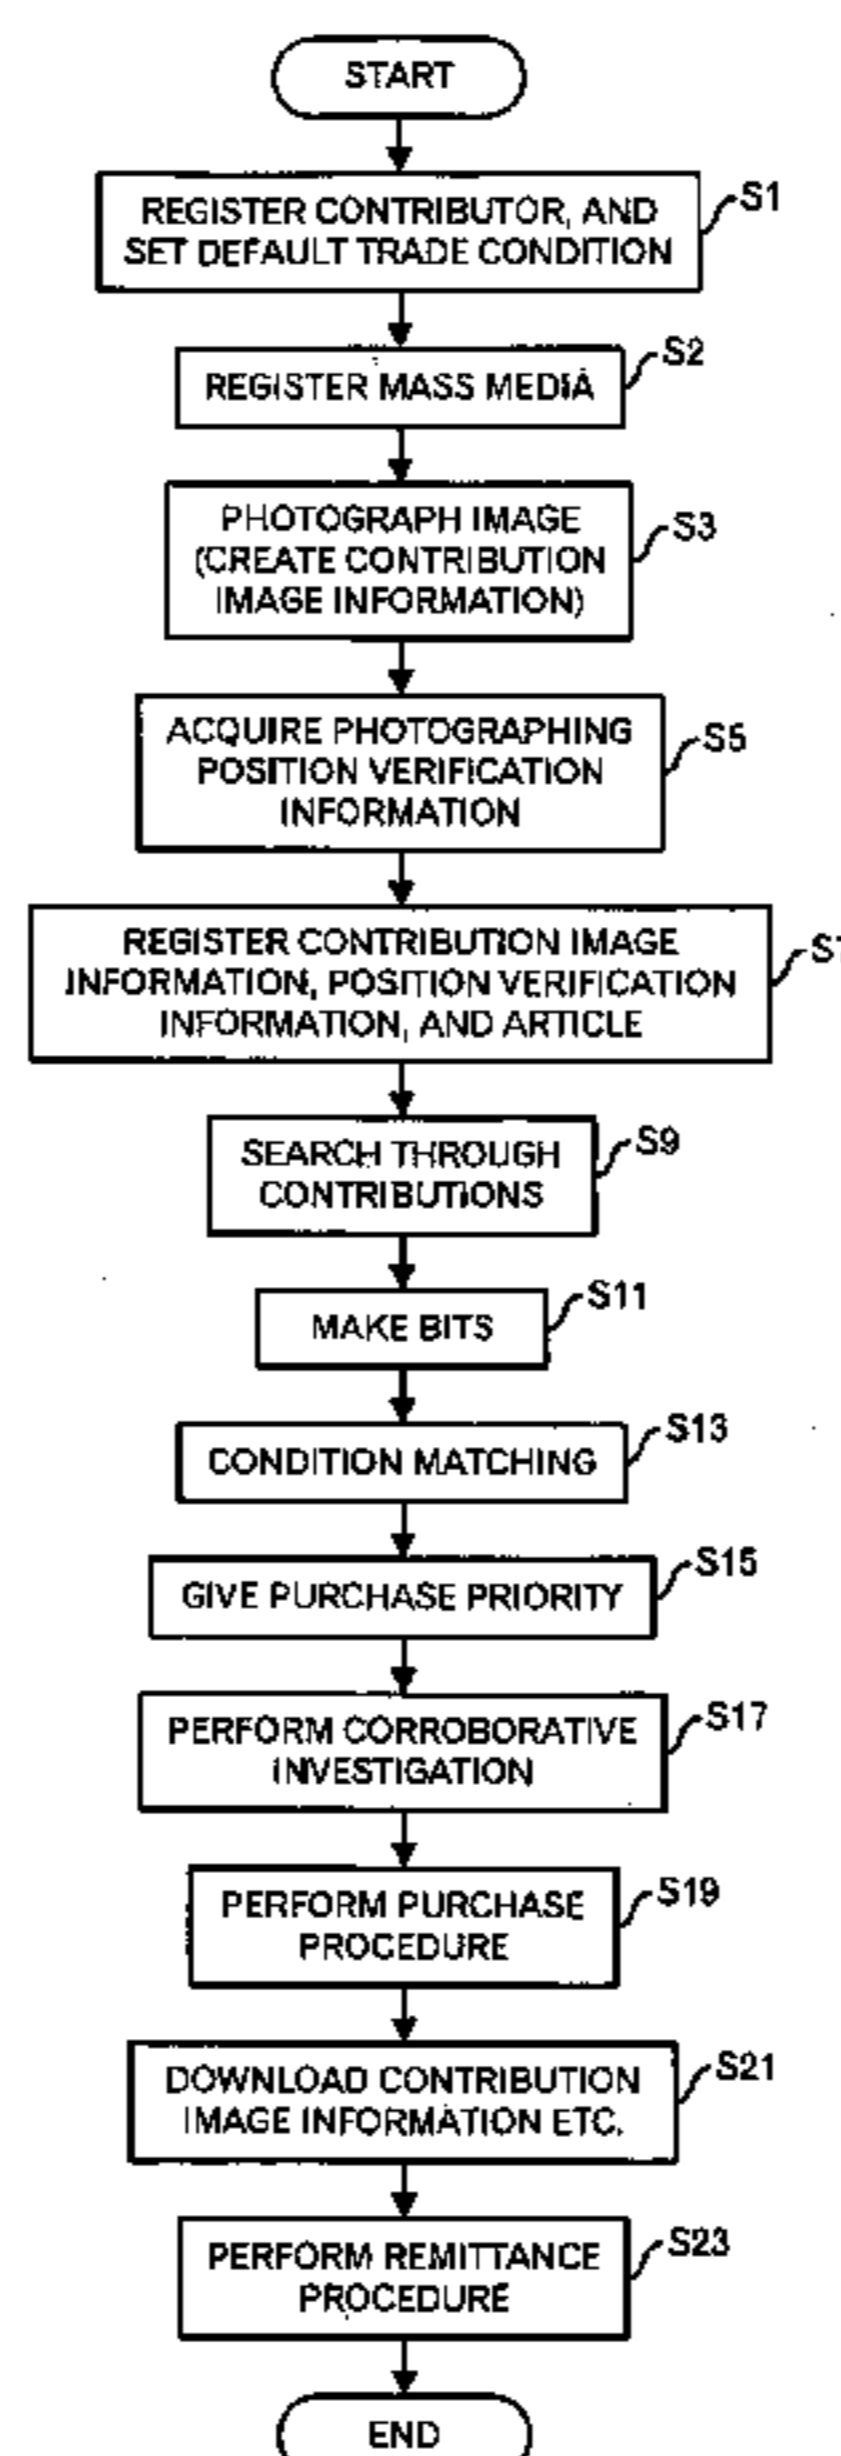 START
REGISTER CONTRIBUTOR, AND
SET DEFAULT TRADE CONDITION
S1
REGISTER MASS MEDIA
S2
PHOTOGRAPH IMAGE
(CREATE CONTRIBUTION
IMAGE INFORMATION)
S3
ACQUIRE PHOTOGRAPHING
POSITION VERIFICATION
INFORMATION
S5
REGISTER CONTRIBUTION IMAGE
INFORMATION, POSITION VERIFICATION
INFORMATION, AND ARTICLE
SEARCH THROUGH
CONTRIBUTIONS
S9
MAKE BITS
S11
CONDITION MATCHING
S13
GIVE PURCHASE PRIORITY
S15
PERFORM CORROBORATIVE
INVESTIGATION
S17
PERFORM PURCHASE
PROCEDURE
S19
DOWNLOAD CONTRIBUTION
IMAGE INFORMATION ETC.
S21
PERFORM REMITTANCE
PROCEDURE
S23
END